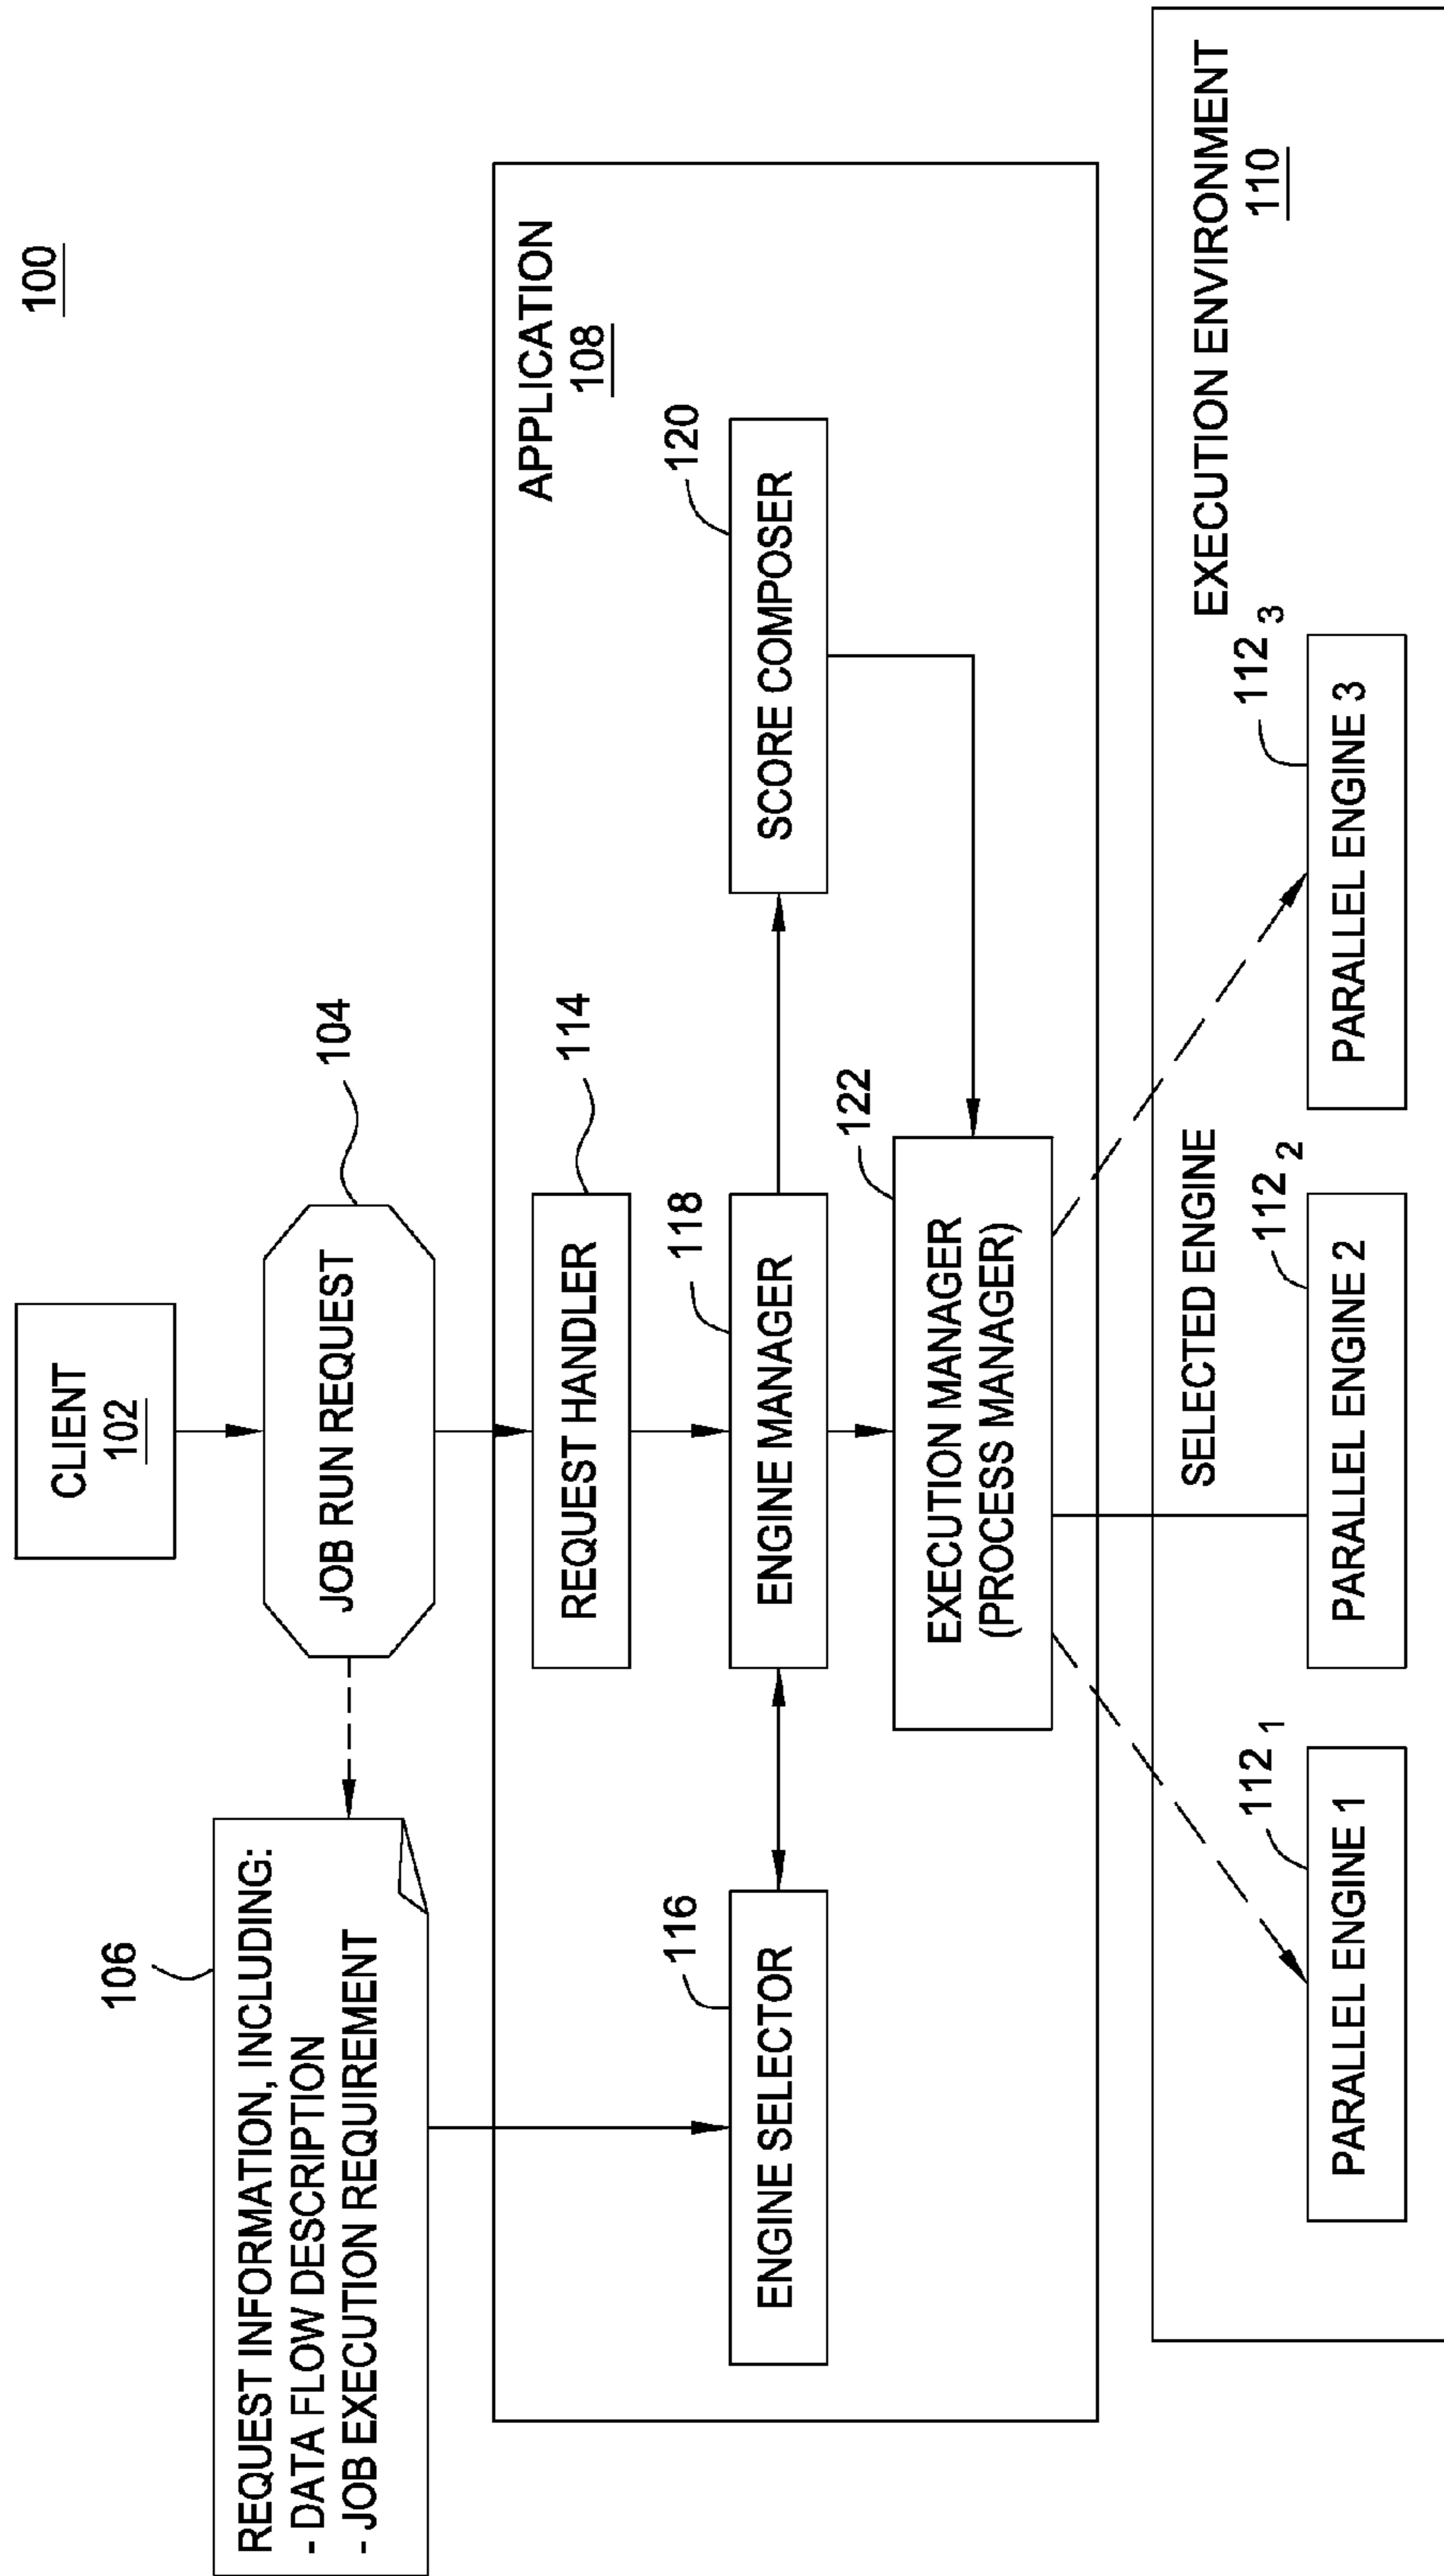 100
CLIENT
102
JOB RUN REQUEST
104
106
REQUEST INFORMATION, INCLUDING:
- DATA FLOW DESCRIPTION
- JOB EXECUTION REQUIREMENT
APPLICATION
108
REQUEST HANDLER
114
ENGINE SELECTOR
116
ENGINE MANAGER
118
SCORE COMPOSER
120
EXECUTION MANAGER
(PROCESS MANAGER)
122
EXECUTION ENVIRONMENT
110
SELECTED ENGINE
PARALLEL ENGINE 1
112 1
PARALLEL ENGINE 2
112 2
PARALLEL ENGINE 3
112 3